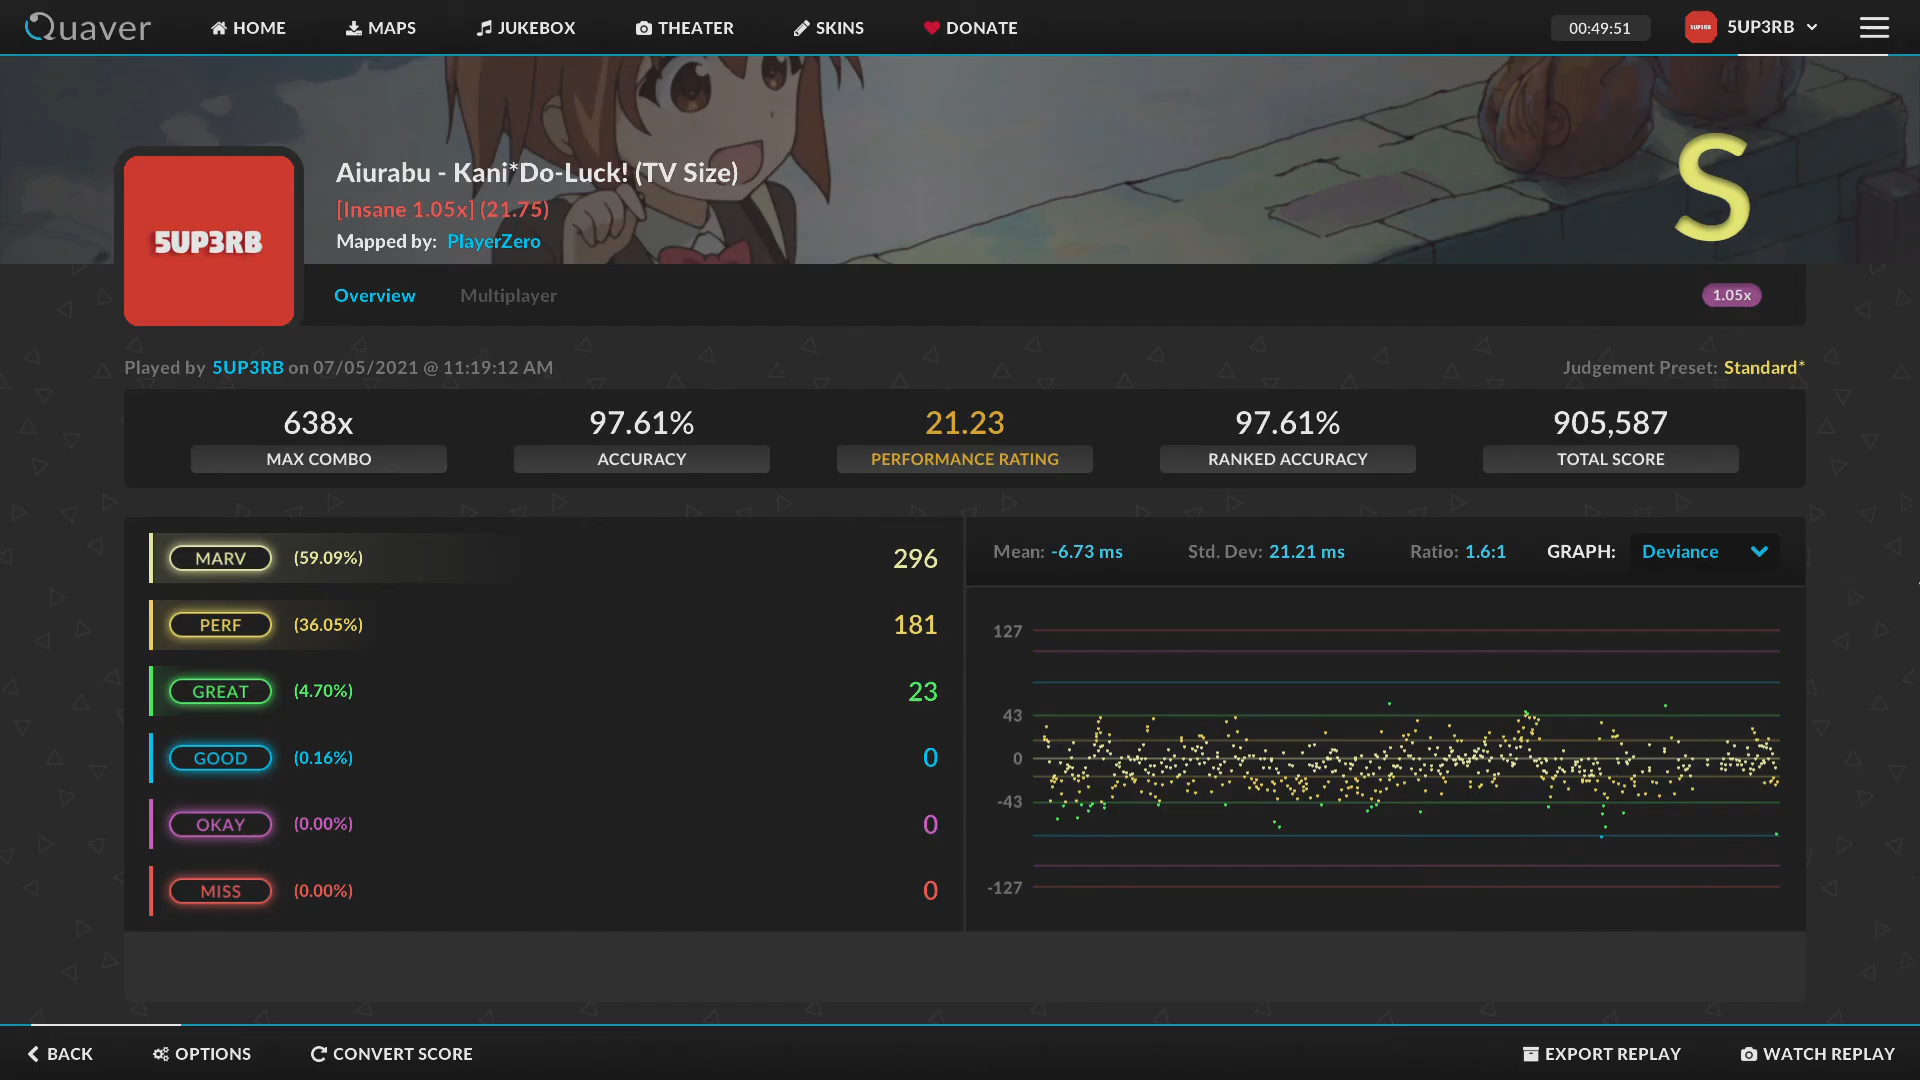 Quaver HOME MAPS JUKEBOX THEATER SKINS DONATE 00:49:51 5UP3RB 5UP3RB
S
Aiurabu - Kani*Do-Luck! (TV Size)
[Insane 1.05x] (21.75)
5UP3RB
Mapped by: PlayerZero
Overview Multiplayer 1.05x
Played by 5UP3RB on 07/05/2021 @ 11:19:12 AM Judgement Preset: Standard*
638x 97.61% 21.23 97.61% 905,587
MAX COMBO ACCURACY PERFORMANCE RATING RANKED ACCURACY TOTAL SCORE
MARV (59.09%) 296
PERF (36.05%) 181
GREAT (4.70%) 23
GOOD (0.16%) 0
OKAY (0.00%) 0
MISS (0.00%) 0
Mean: -6.73 ms Std. Dev: 21.21 ms Ratio: 1.6:1 GRAPH: Deviance
127
43
0
-43
-127
BACK OPTIONS CONVERT SCORE EXPORT REPLAY WATCH REPLAY